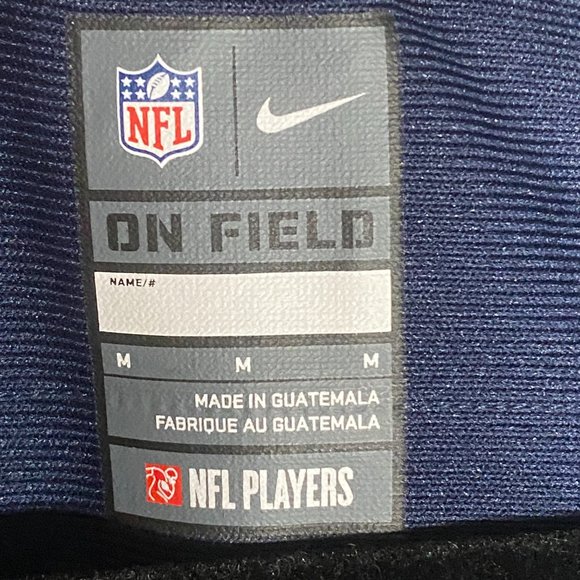 NFL
ON FIELD
NAME/#
M M M
MADE IN GUATEMALA
FABRIQUE AU GUATEMALA
NFL PLAYERS